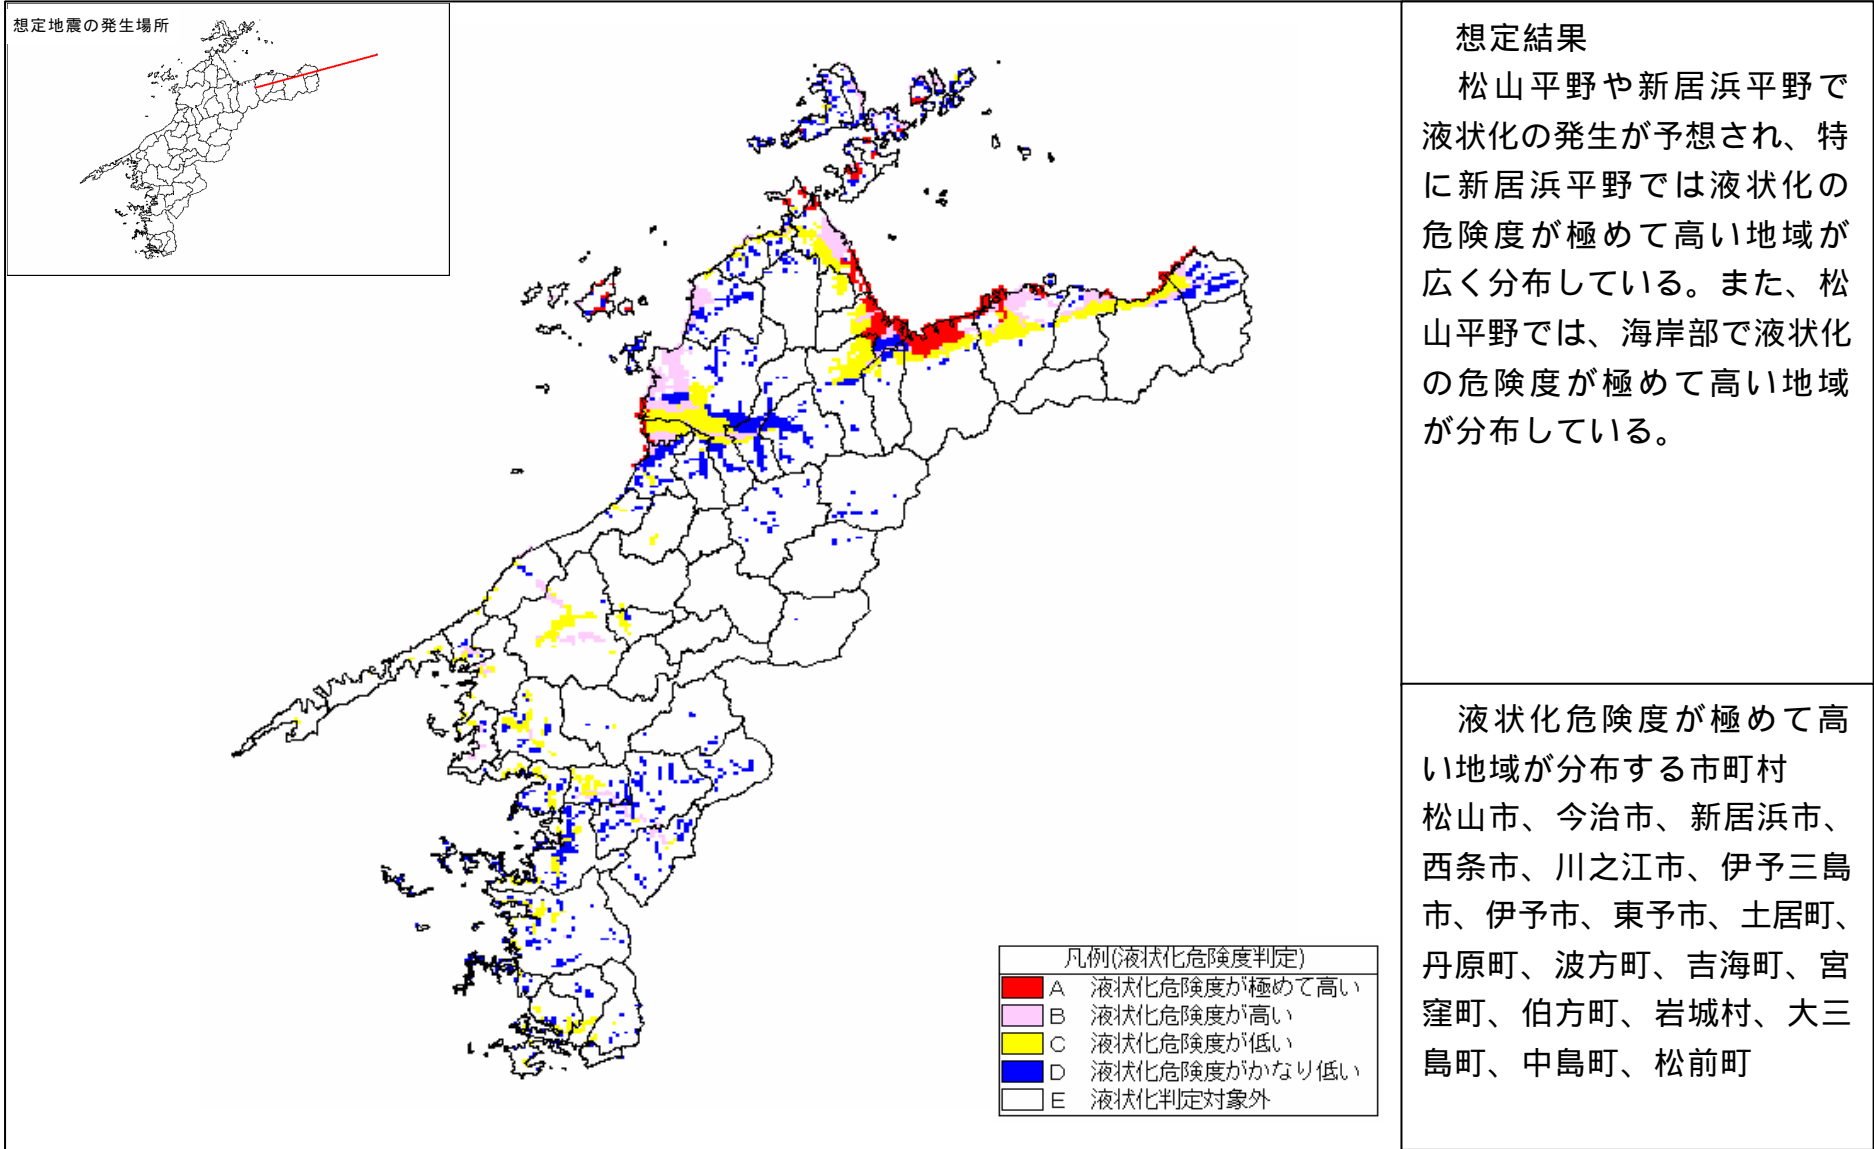 想定地震の発生場所
想定結果
松山平野や新居浜平野で
液状化の発生が予想され、特
に新居浜平野では液状化の
危険度が極めて高い地域が
広く分布している。また、松
山平野では、海岸部で液状化
の危険度が極めて高い地域
が分布している。
液状化危険度が極めて高
い地域が分布する市町村
松山市、今治市、新居浜市、
西条市、川之江市、伊予三島
市、伊予市、東予市、土居町、
丹原町、波方町、吉海町、宮
窪町、伯方町、岩城村、大三
島町、中島町、松前町
凡例(液状化危険度判定)
A 液状化危険度が極めて高い
B 液状化危険度が高い
C 液状化危険度が低い
D 液状化危険度がかなり低い
E 液状化判定対象外